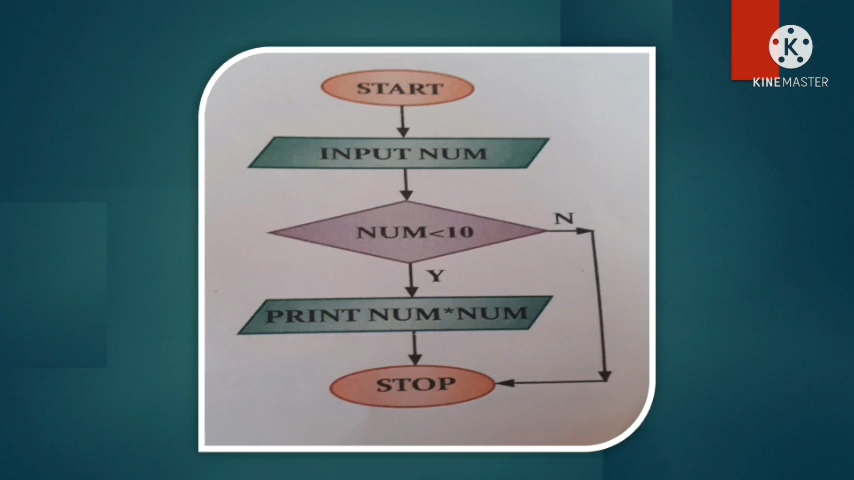 START
INPUT NUM
NUM<10
N
Y
PRINT NUM*NUM
STOP
K
KINEMASTER